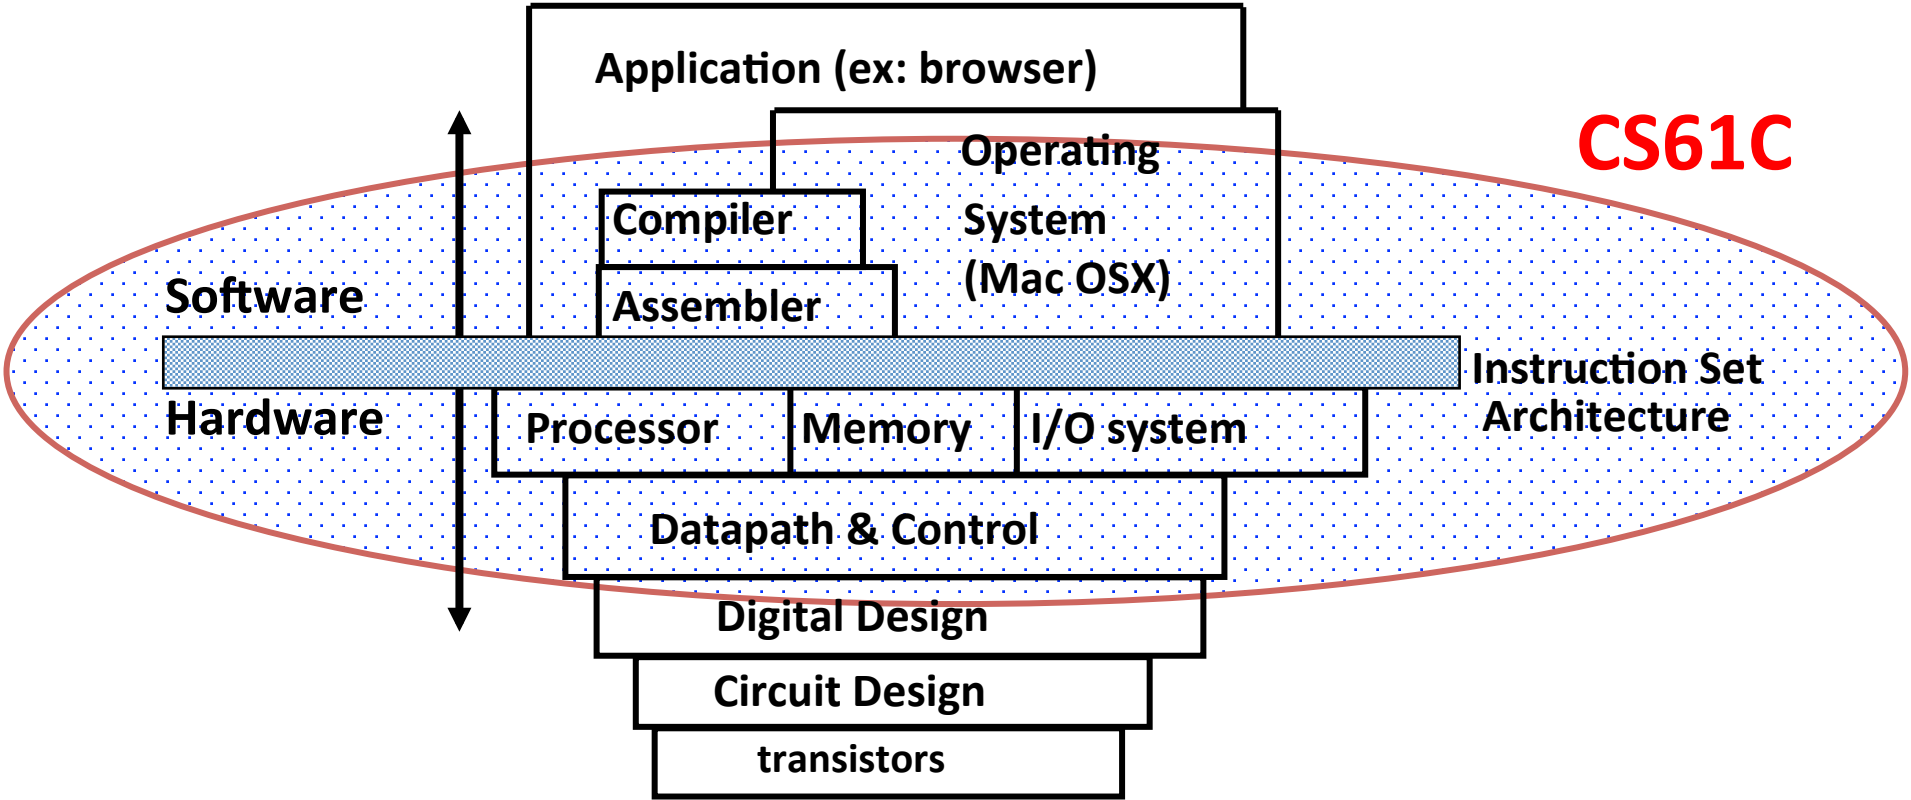 Application (ex: browser)
CS61C
Operating
System
(Mac OSX)
Compiler
Assembler
Software
Hardware
Instruction Set
Architecture
Processor
Memory
I/O system
Datapath & Control
Digital Design
Circuit Design
transistors